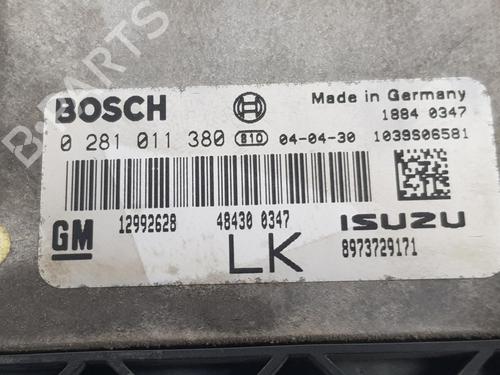 BOSCH Made in Germany
1884 0347
0 281 011 380 810 04-04-30 1039S06581
GM 12992628 48430 0347 ISUZU
LK 8973729171